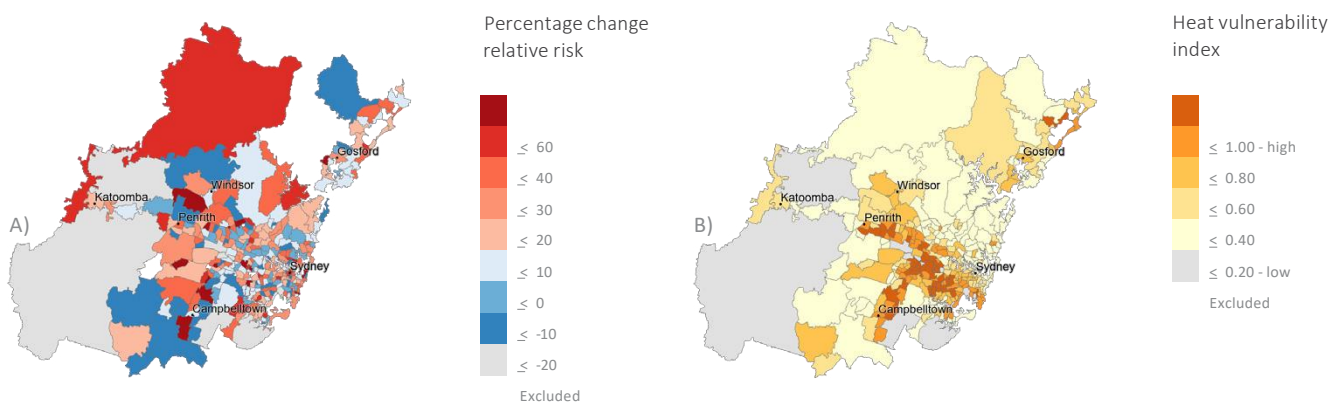 Percentage change
relative risk
≤ 60
≤ 40
≤ 30
≤ 20
≤ 10
≤ 0
≤ -10
≤ -20
Excluded
Gosford
Windsor
Katoomba
Penrith
A)
Sydney
Campbelltown
Heat vulnerability
index
≤ 1.00 - high
≤ 0.80
≤ 0.60
≤ 0.40
≤ 0.20 - low
Excluded
Gosford
Windsor
Katoomba
Penrith
B)
Sydney
Campbelltown